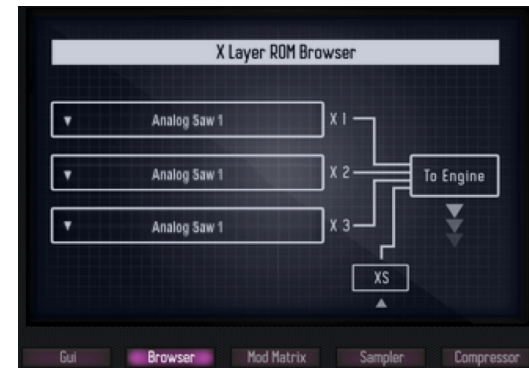 X Layer ROM Browser
Analog Saw 1 X 1
Analog Saw 1 X 2
To Engine
Analog Saw 1 X 3
XS
Gui Browser Mod Matrix Sampler Compressor